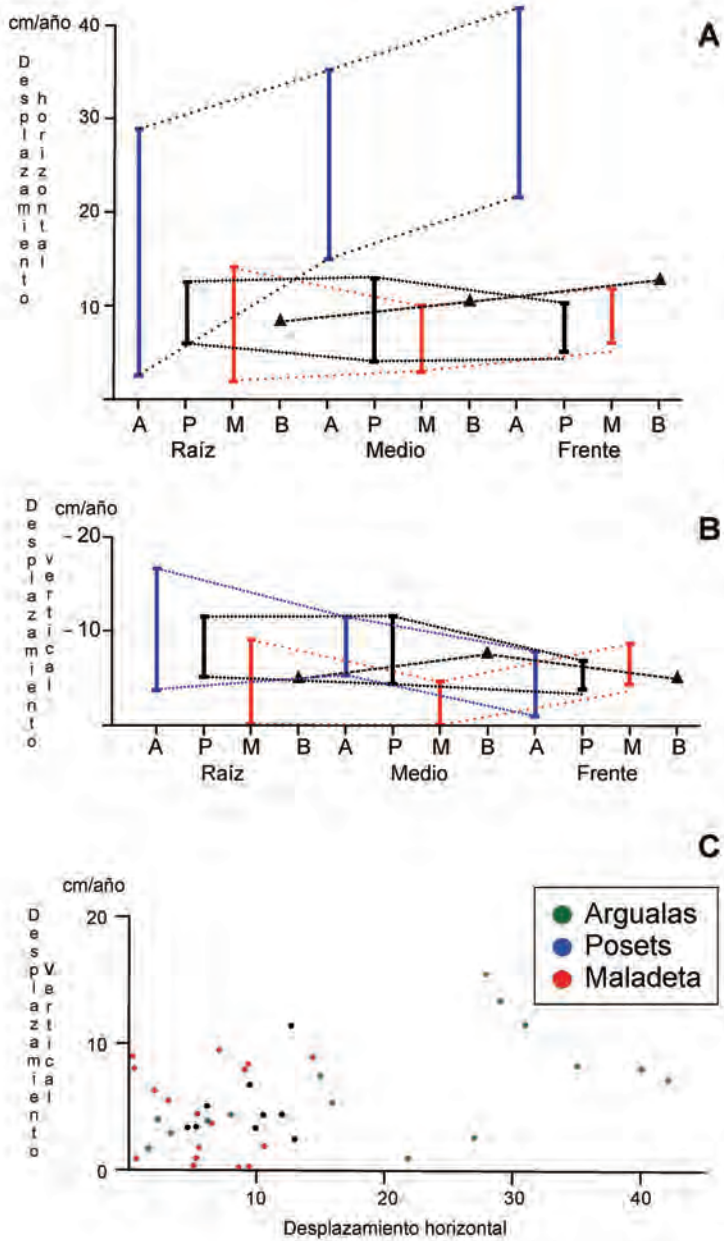 cm/año
A
Desplazamiento
horizontal
40
30
20
10
A P M B A P M B A P M B
Raíz Medio Frente
cm/año
B
Desplazamiento
vertical
- 20
- 10
A P M B A P M B A P M B
Raíz Medio Frente
C
cm/año
Desplazamiento
Vertical
20
10
0
Argualas
Posets
Maladeta
10 20 30 40
Desplazamiento horizontal